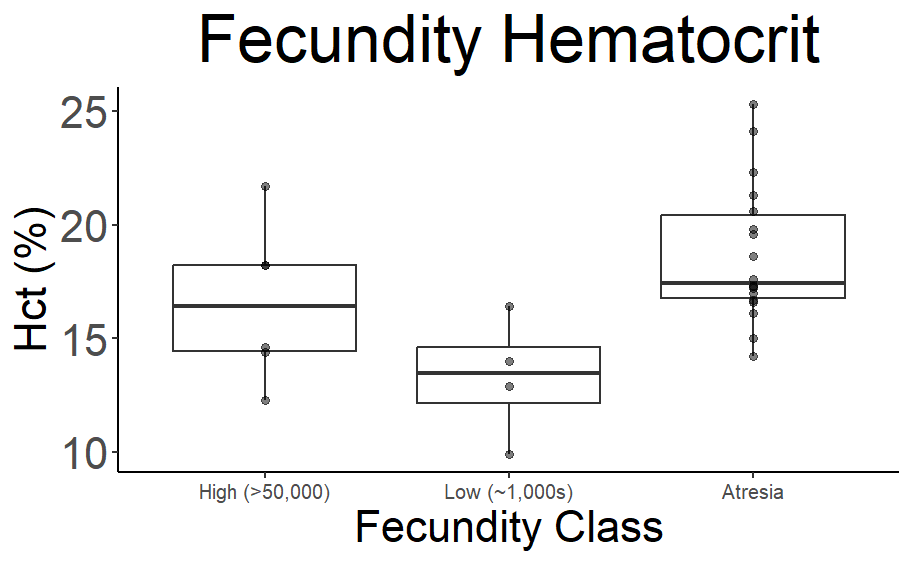 Fecundity Hematocrit
25
20
15
10
Hct (%)
High (>50,000)
Low (~1,000s)
Atresia
Fecundity Class